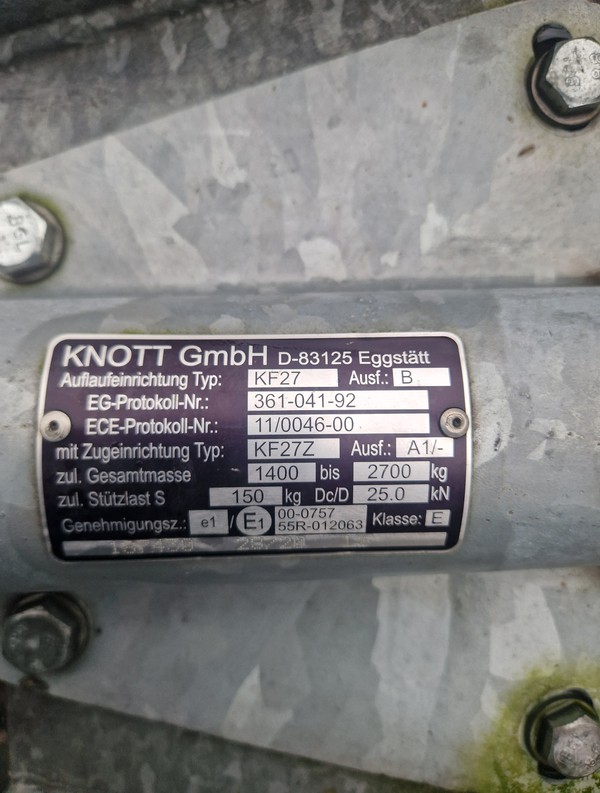 KNOTT GmbH D-83125 Eggstätt
Auflaufeinrichtung Typ: KF27 Ausf.: B
EG-Protokoll-Nr.: 361-041-92
ECE-Protokoll-Nr.: 11/0046-00
mit Zugeinrichtung Typ: KF27Z Ausf.: A1/-
zul. Gesamtmasse 1400 bis 2700 kg
zul. Stützlast S 150 kg Dc/D 25.0 kN
Genehmigungsz.: e1 / E1 00-0757 Klasse: E
55R-012063